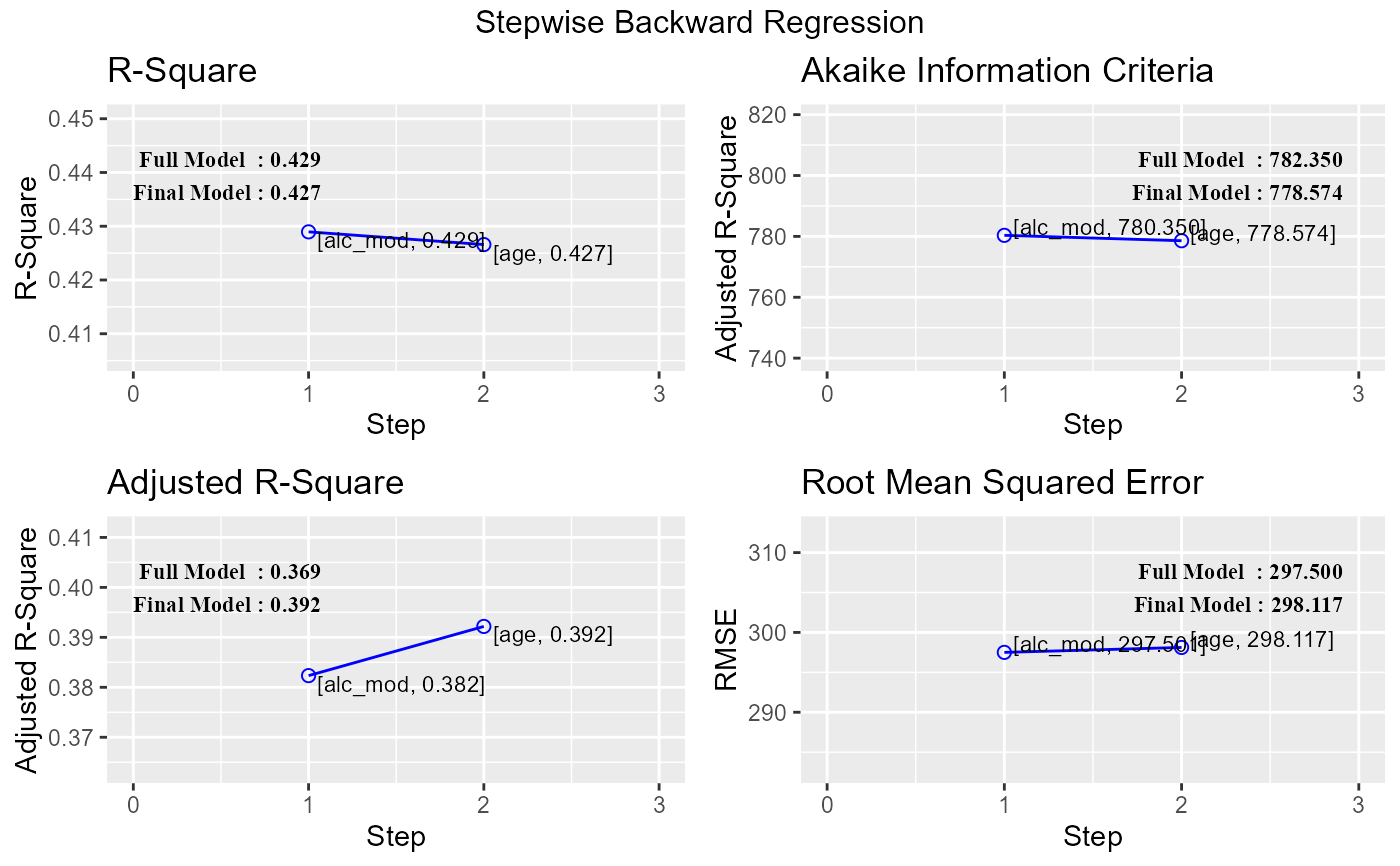 Stepwise Backward Regression
R-Square
0.45
0.44
0.43
0.42
0.41
R-Square
Full Model : 0.429
Final Model : 0.427
[alc_mod, 0.429]
[age, 0.427]
0 1 2 3
Step
Akaike Information Criteria
820
800
780
760
740
Adjusted R-Square
Full Model : 782.350
Final Model : 778.574
[alc_mod, 780.350]
[age, 778.574]
0 1 2 3
Step
Adjusted R-Square
0.41
0.40
0.39
0.38
0.37
Adjusted R-Square
Full Model : 0.369
Final Model : 0.392
[age, 0.392]
[alc_mod, 0.382]
0 1 2 3
Step
Root Mean Squared Error
310
300
290
RMSE
Full Model : 297.500
Final Model : 298.117
[alc_mod, 297.501]
[age, 298.117]
0 1 2 3
Step